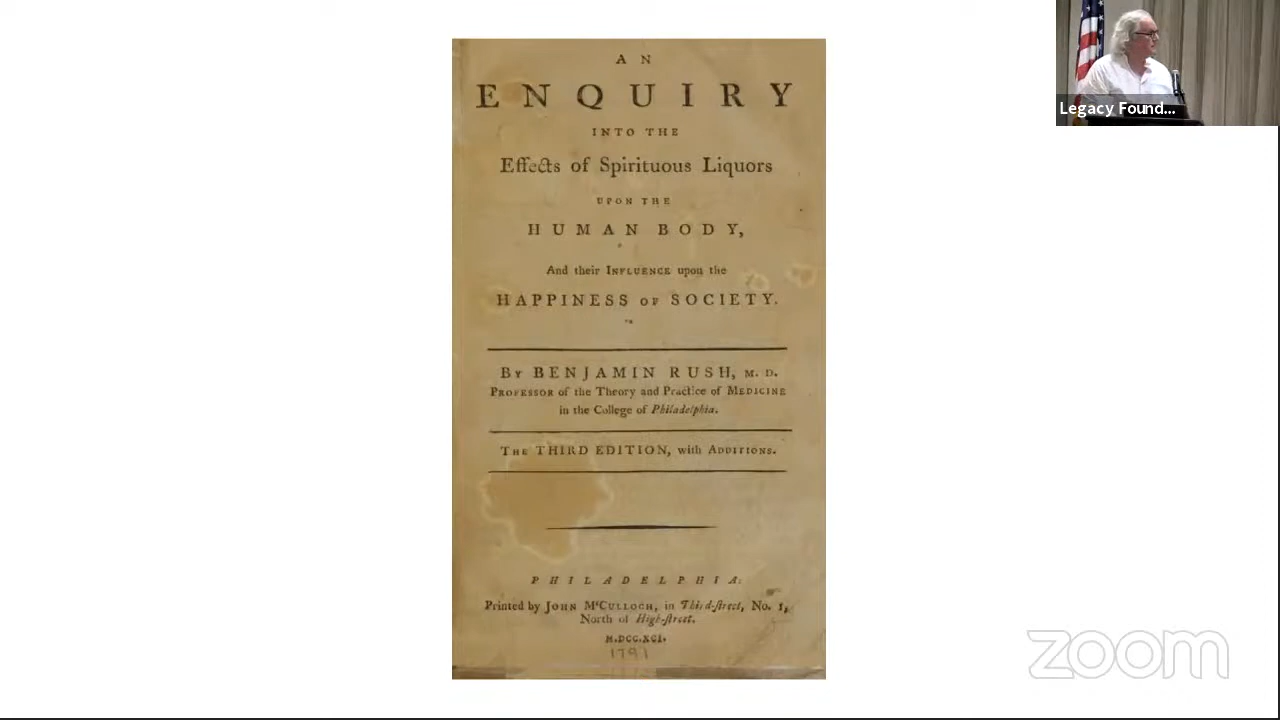 AN
ENQUIRY
INTO THE
Effects of Spirituous Liquors
UPON THE
HUMAN BODY,
And their INFLUENCE upon the
HAPPINESS OF SOCIETY.
By BENJAMIN RUSH, M. D.
PROFESSOR of the Theory and Practice of MEDICINE
in the College of Philadelphia.
The THIRD EDITION, with ADDITIONS.
PHILADELPHIA:
Printed by JOHN M'CULLOCH, in Third-street, No. 1,
North of High-street.
M.DCC.XCI.
1791
Legacy Found...
zoom